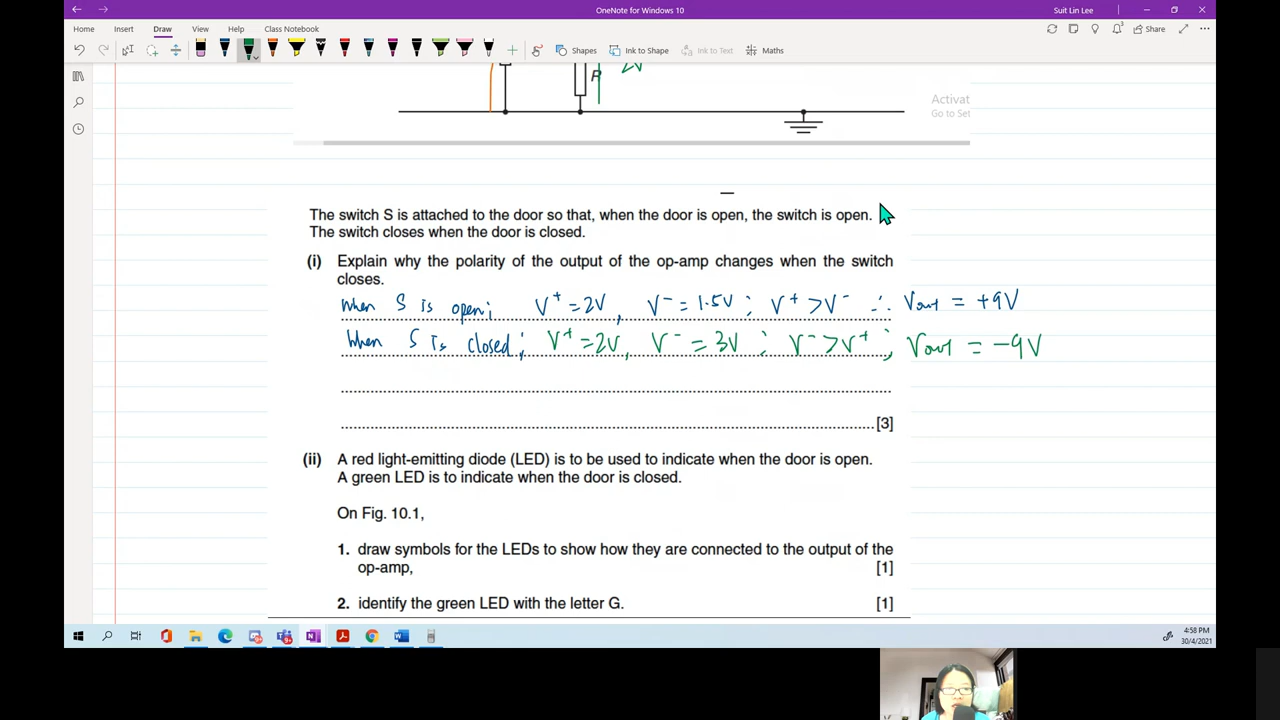 OneNote for Windows 10
Suit Lin Lee
Home Insert Draw View Help Class Notebook
Share
Shapes Ink to Shape Ink to Text Maths
R 2V
Activat
Go to Set
The switch S is attached to the door so that, when the door is open, the switch is open.
The switch closes when the door is closed.
(i) Explain why the polarity of the output of the op-amp changes when the switch
closes.
When S is open; V⁺ = 2V, V⁻ = 1.5V; V⁺ > V⁻ ∴ Vout = +9V
When S is closed; V⁺ = 2V, V⁻ = 3V; V⁻ > V⁺; Vout = -9V
[3]
(ii) A red light-emitting diode (LED) is to be used to indicate when the door is open.
A green LED is to indicate when the door is closed.
On Fig. 10.1,
1. draw symbols for the LEDs to show how they are connected to the output of the
op-amp, [1]
2. identify the green LED with the letter G. [1]
4:58 PM
30/4/2021